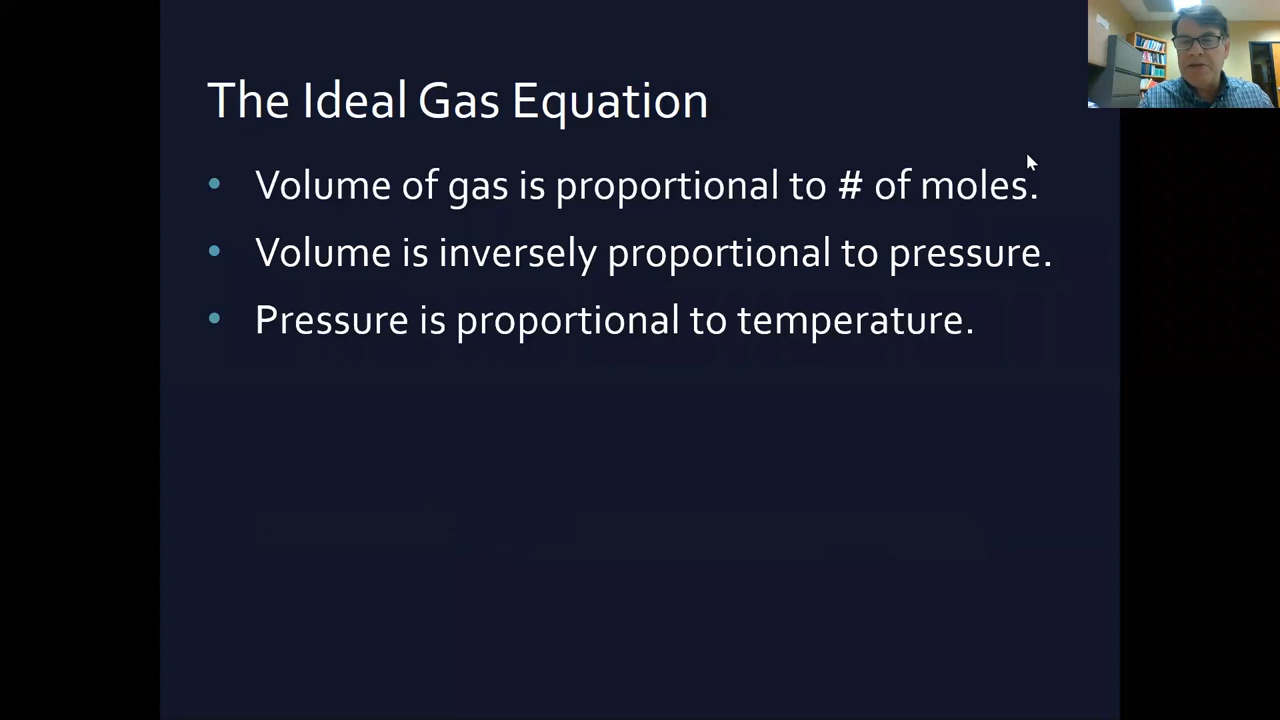 The Ideal Gas Equation
• Volume of gas is proportional to # of moles.
• Volume is inversely proportional to pressure.
• Pressure is proportional to temperature.